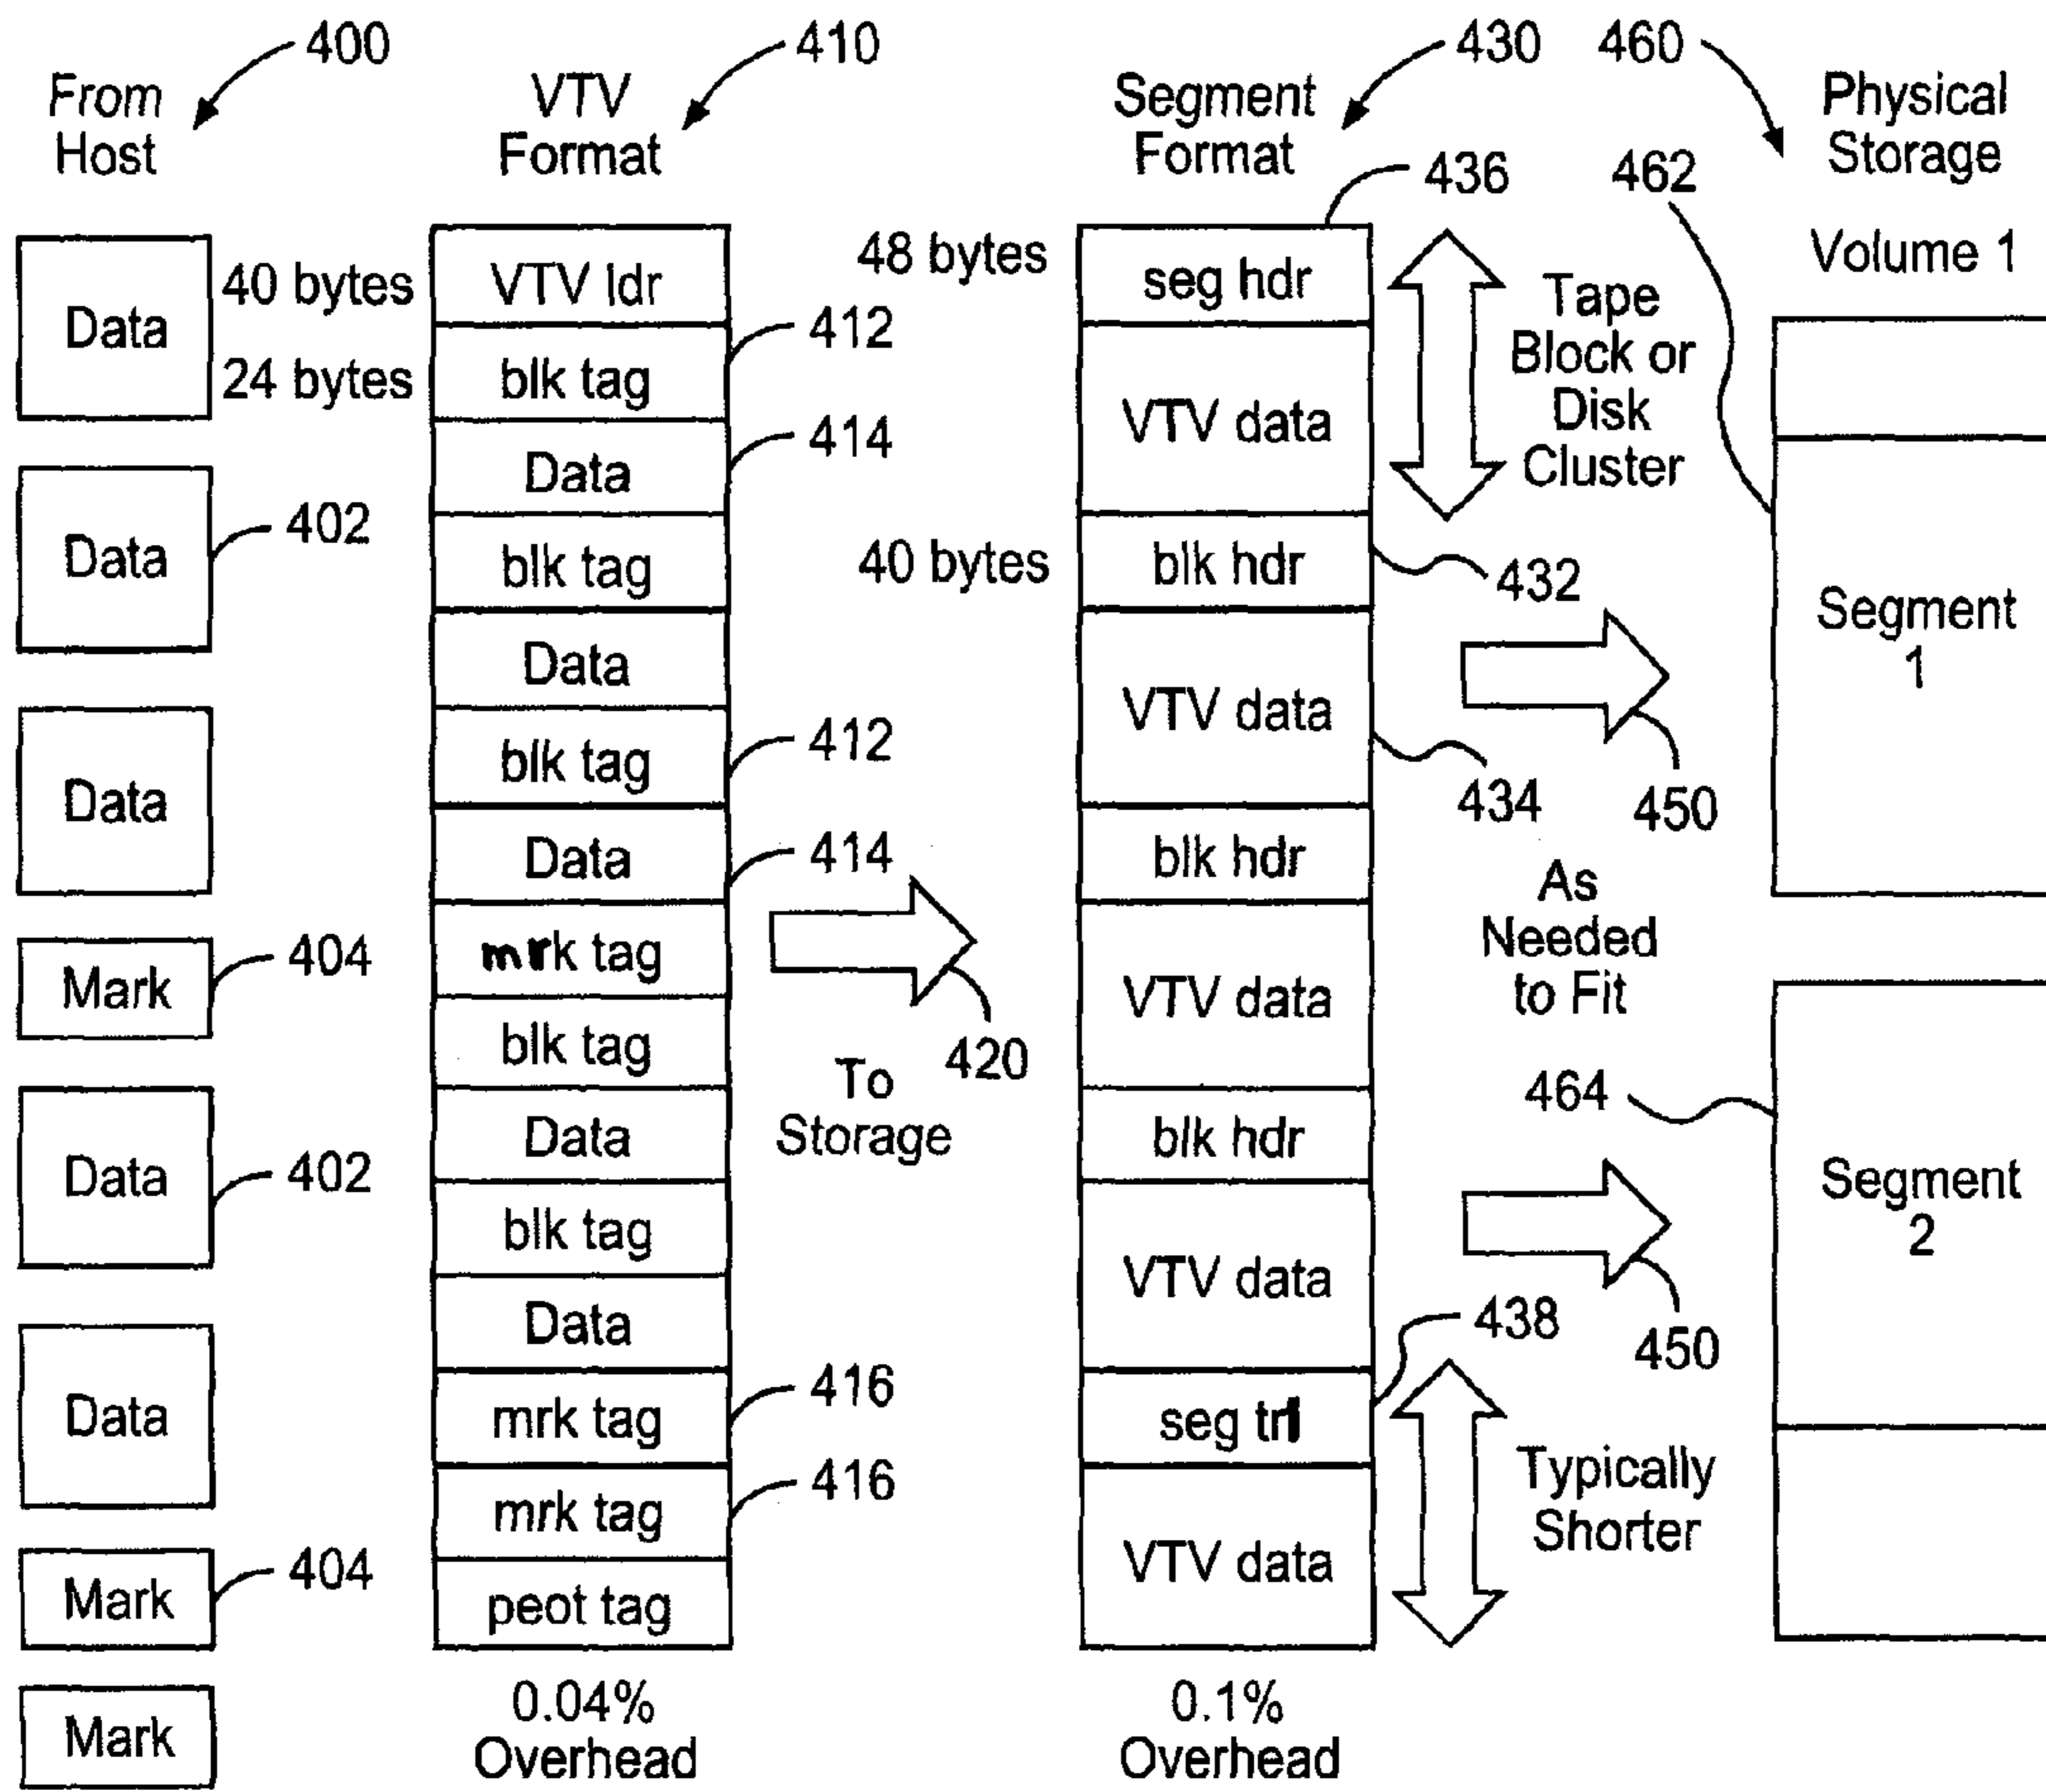 400
From
Host
Data
Data
402
Data
Mark
404
Data
402
Data
Mark
404
Mark
410
VTV
Format
40 bytes
24 bytes
VTV ldr
blk tag
412
Data
414
blk tag
Data
blk tag
412
Data
414
mrk tag
blk tag
Data
blk tag
Data
mrk tag
416
mrk tag
416
peot tag
0.04%
Overhead
420
To
Storage
430
Segment
Format
436
48 bytes
seg hdr
VTV data
Tape
Block or
Disk
Cluster
40 bytes
blk hdr
432
VTV data
434
blk hdr
VTV data
blk hdr
VTV data
seg trl
438
VTV data
Typically
Shorter
0.1%
Overhead
450
As
Needed
to Fit
450
460
Physical
Storage
462
Volume 1
Segment
1
464
Segment
2